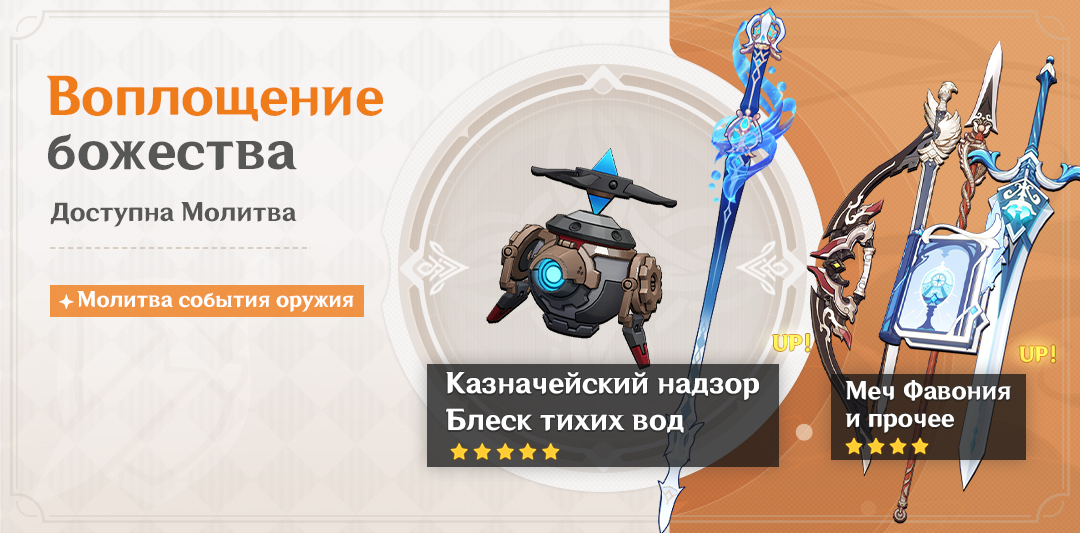 Воплощение
божества
Доступна Молитва
Молитва события оружия
UP!
Казначейский надзор
Блеск тихих вод
UP!
Меч Фавония
и прочее